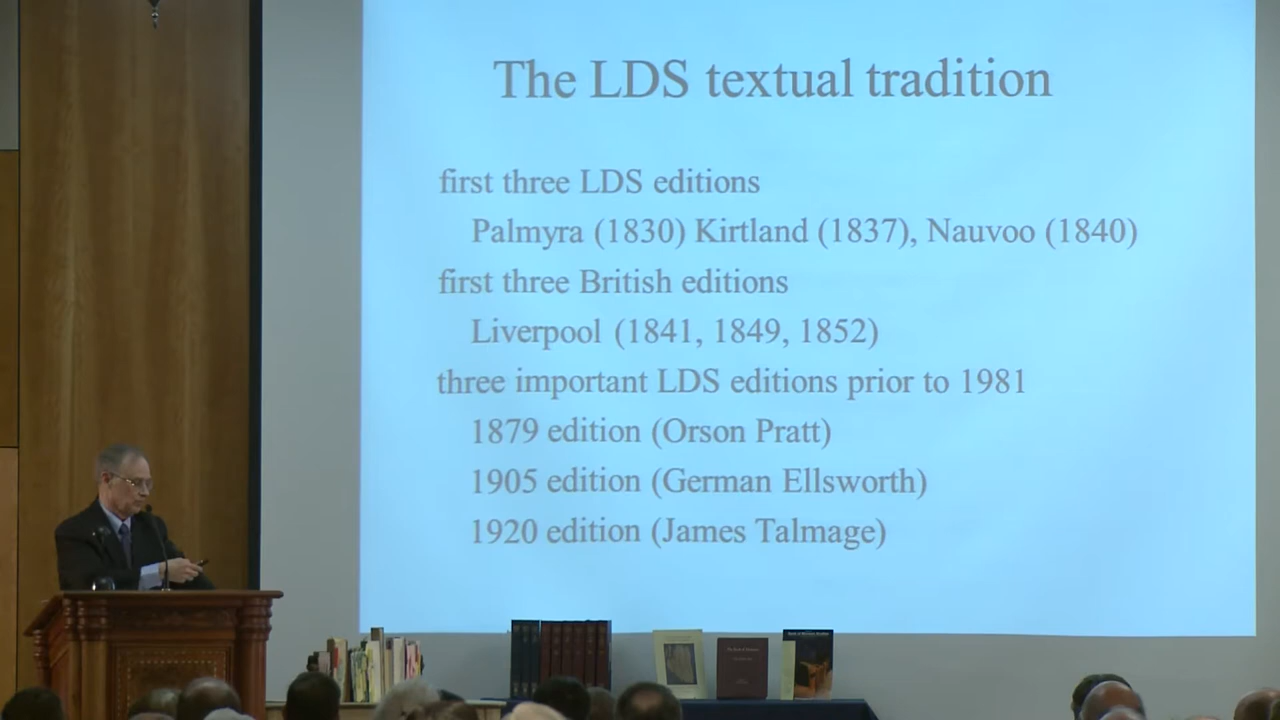 The LDS textual tradition
first three LDS editions
Palmyra (1830) Kirtland (1837), Nauvoo (1840)
first three British editions
Liverpool (1841, 1849, 1852)
three important LDS editions prior to 1981
1879 edition (Orson Pratt)
1905 edition (German Ellsworth)
1920 edition (James Talmage)